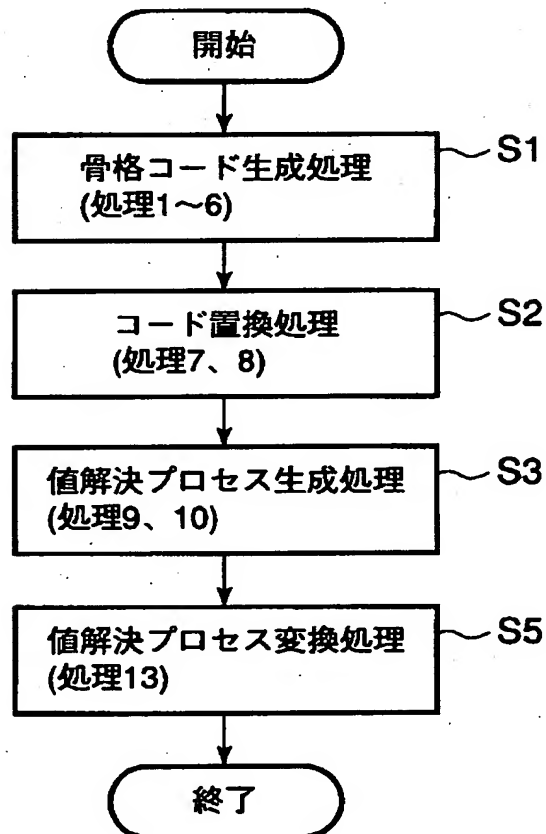 開始
骨格コード生成処理
(処理1〜6)
S1
コード置換処理
(処理7、8)
S2
値解決プロセス生成処理
(処理9、10)
S3
値解決プロセス変換処理
(処理13)
S5
終了